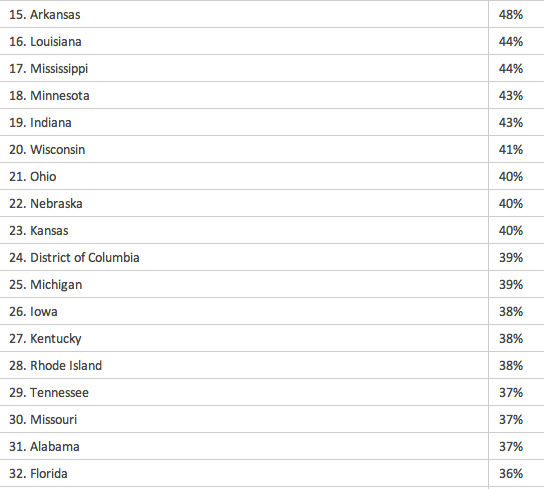 15. Arkansas 48%
16. Louisiana 44%
17. Mississippi 44%
18. Minnesota 43%
19. Indiana 43%
20. Wisconsin 41%
21. Ohio 40%
22. Nebraska 40%
23. Kansas 40%
24. District of Columbia 39%
25. Michigan 39%
26. Iowa 38%
27. Kentucky 38%
28. Rhode Island 38%
29. Tennessee 37%
30. Missouri 37%
31. Alabama 37%
32. Florida 36%